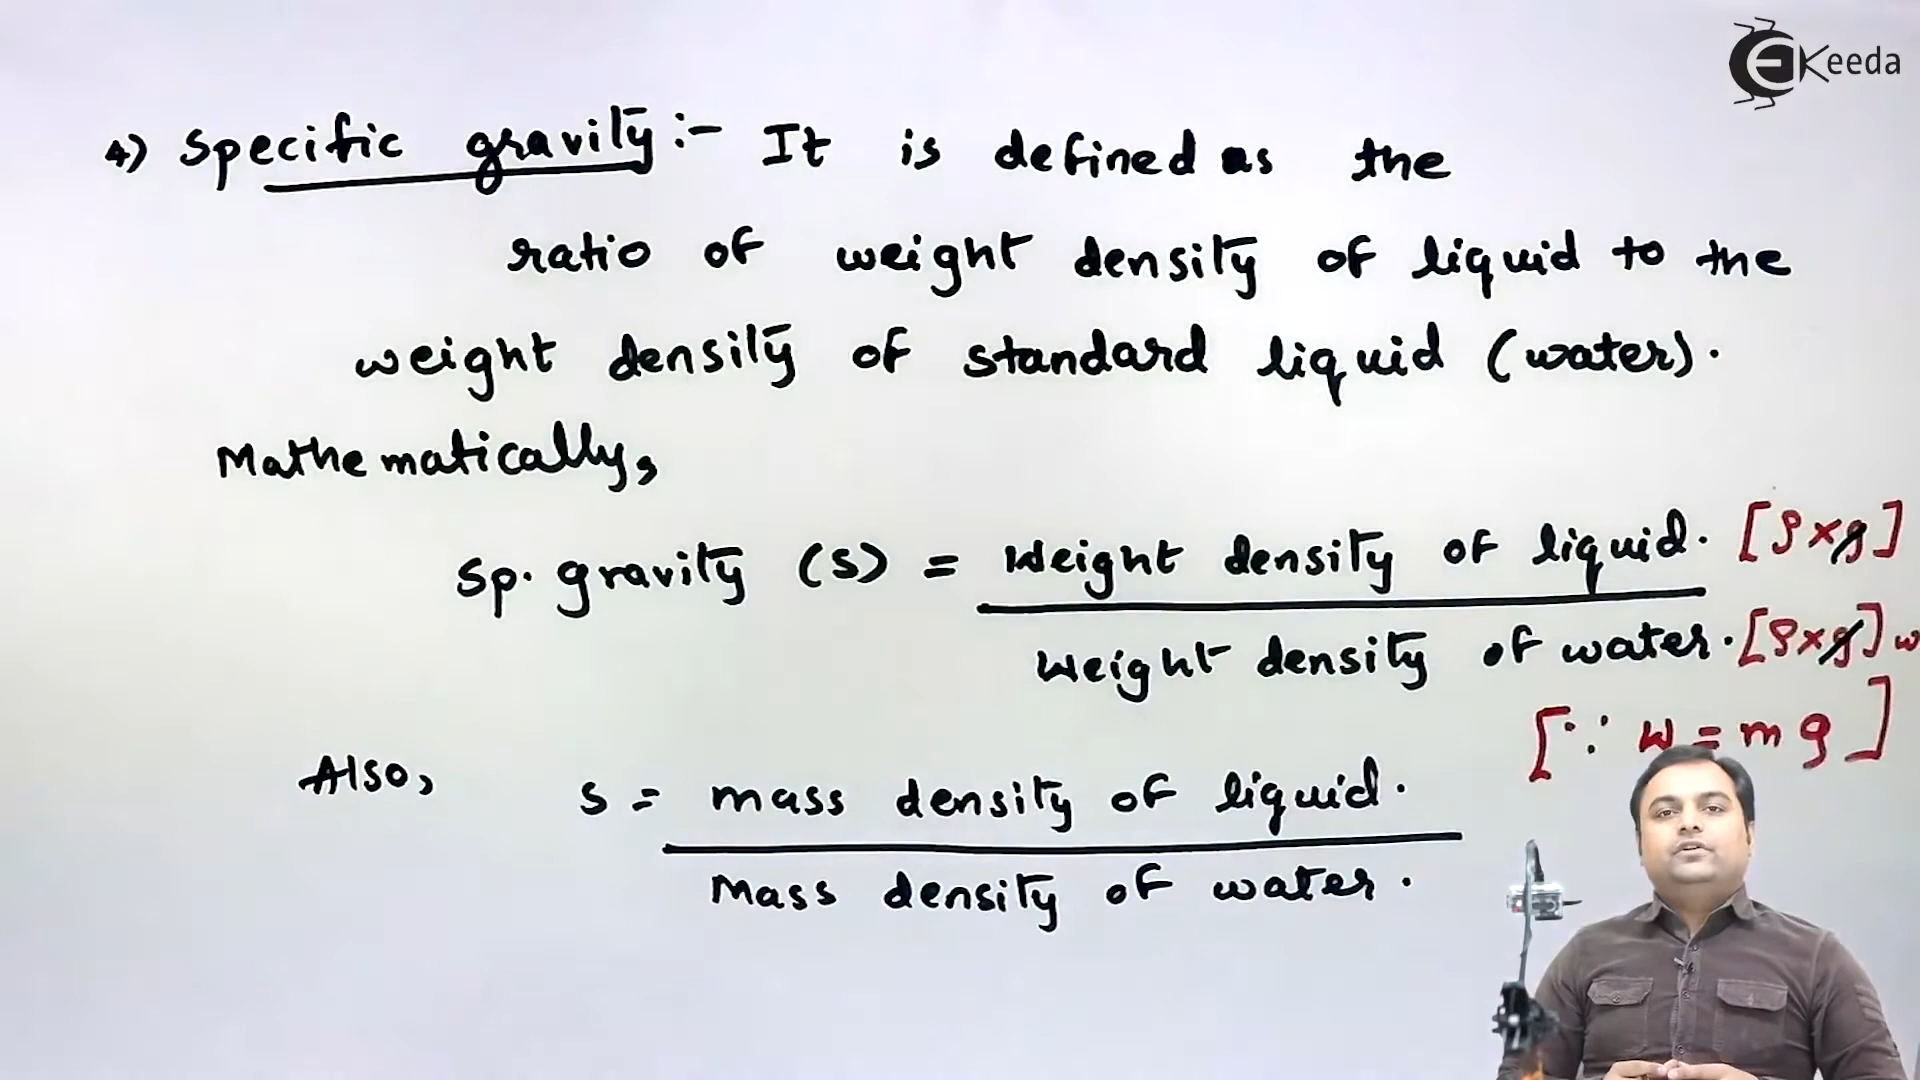 EKeeda
4) Specific gravity :- It is defined as the
ratio of weight density of liquid to the
weight density of standard liquid (water).
Mathematically,
Sp. gravity (S) = Weight density of liquid. [ρ×g]
Weight density of water. [ρ×g]w
[∵ W = mg]
Also, S = mass density of liquid.
Mass density of water.